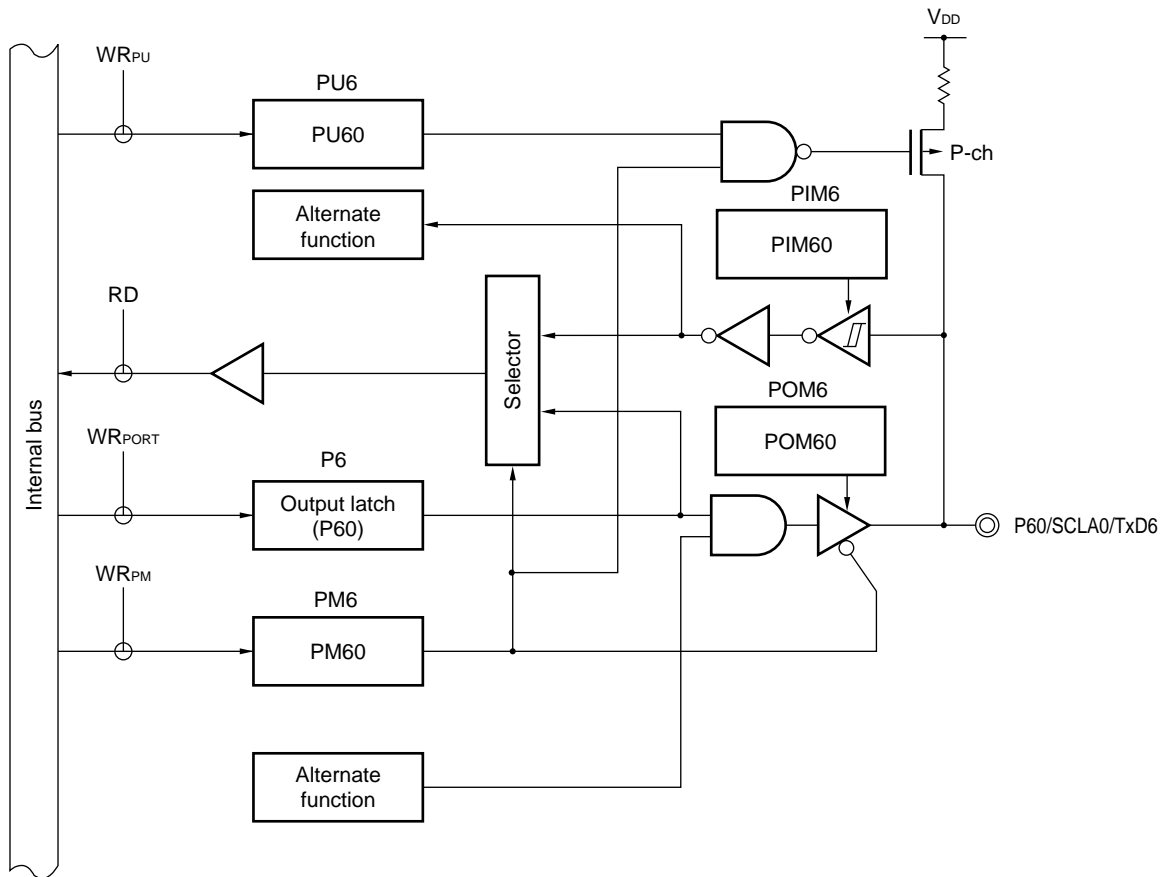 VDD
WRPU
PU6
PU60
P-ch
PIM6
PIM60
Alternate
function
RD
Selector
POM6
POM60
Internal bus
WRPORT
P6
Output latch
(P60)
P60/SCLA0/TxD6
WRPM
PM6
PM60
Alternate
function